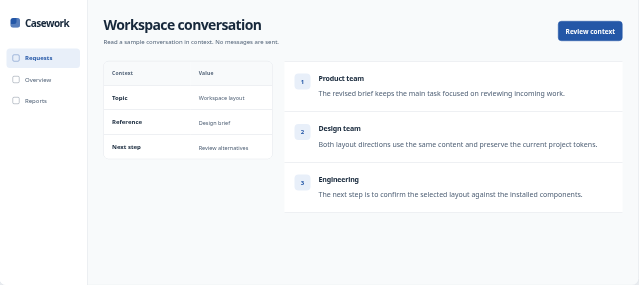 Casework
Requests
Overview
Reports
Workspace conversation
Read a sample conversation in context. No messages are sent.
Review context
Context Value
Topic Workspace layout
Reference Design brief
Next step Review alternatives
1 Product team
The revised brief keeps the main task focused on reviewing incoming work.
2 Design team
Both layout directions use the same content and preserve the current project tokens.
3 Engineering
The next step is to confirm the selected layout against the installed components.